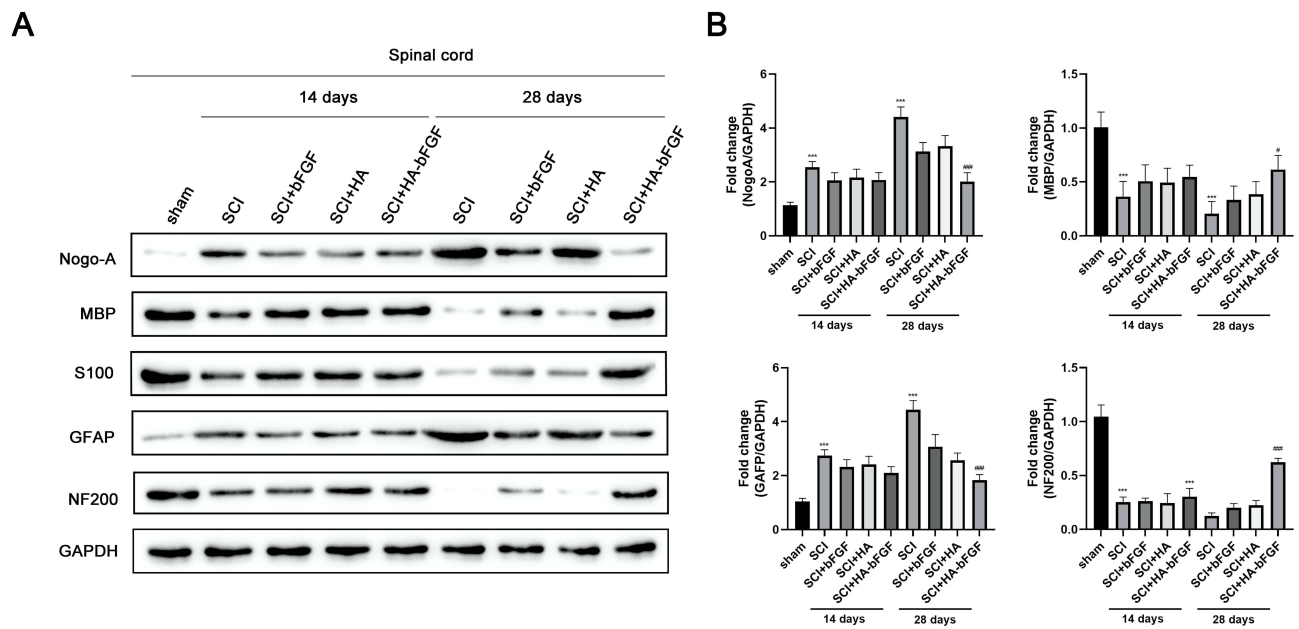 A
Spinal cord
14 days
28 days
sham
SCI
SCI+bFGF
SCI+HA
SCI+HA-bFGF
SCI
SCI+bFGF
SCI+HA
SCI+HA-bFGF
Nogo-A
MBP
S100
GFAP
NF200
GAPDH
B
Fold change
(NogoA/GAPDH)
6
4
2
0
***
***
###
sham
SCI
SCI+bFGF
SCI+HA
SCI+HA-bFGF
SCI
SCI+bFGF
SCI+HA
SCI+HA-bFGF
14 days
28 days
Fold change
(MBP/GAPDH)
1.5
1.0
0.5
0.0
***
***
#
sham
SCI
SCI+bFGF
SCI+HA
SCI+HA-bFGF
SCI
SCI+bFGF
SCI+HA
SCI+HA-bFGF
14 days
28 days
Fold change
(GAFP/GAPDH)
6
4
2
0
***
***
###
sham
SCI
SCI+bFGF
SCI+HA
SCI+HA-bFGF
SCI
SCI+bFGF
SCI+HA
SCI+HA-bFGF
14 days
28 days
Fold change
(NF200/GAPDH)
1.5
1.0
0.5
0.0
***
***
###
sham
SCI
SCI+bFGF
SCI+HA
SCI+HA-bFGF
SCI
SCI+bFGF
SCI+HA
SCI+HA-bFGF
14 days
28 days